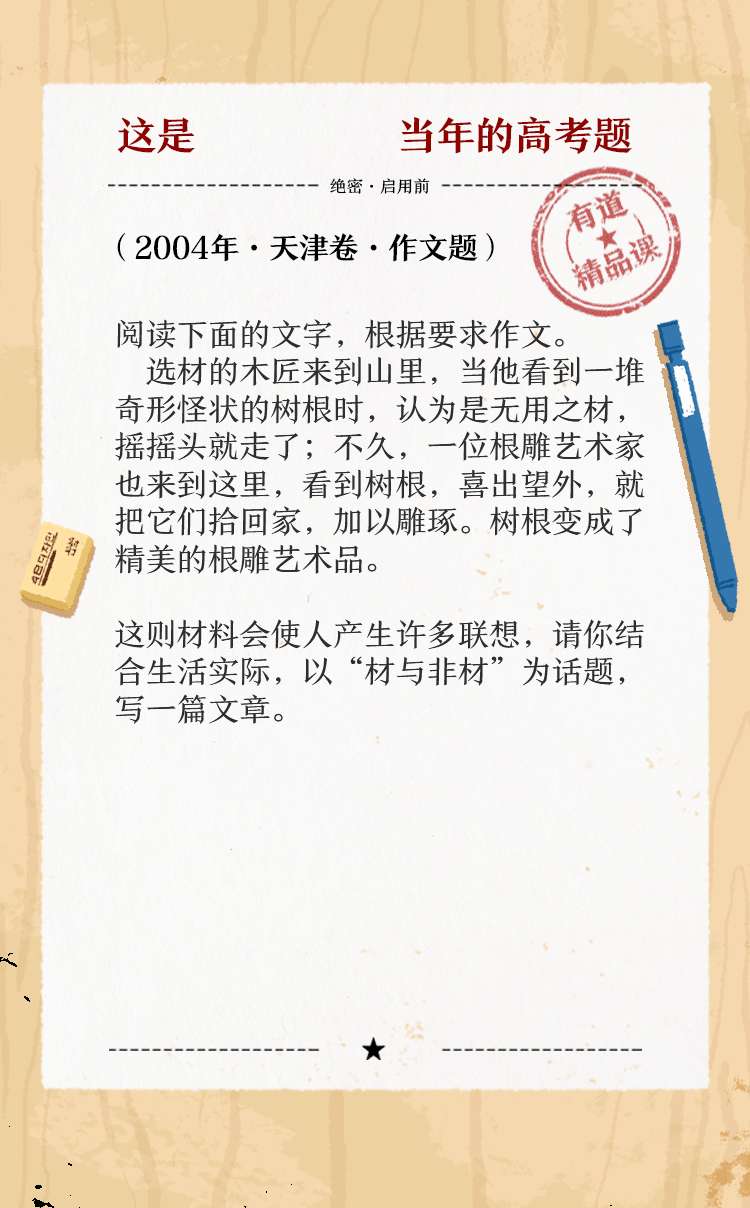 这是 当年的高考题
绝密·启用前
有道
精品课
（2004年·天津卷·作文题）
阅读下面的文字，根据要求作文。
选材的木匠来到山里，当他看到一堆
奇形怪状的树根时，认为是无用之材，
摇摇头就走了；不久，一位根雕艺术家
也来到这里，看到树根，喜出望外，就
把它们拾回家，加以雕琢。树根变成了
精美的根雕艺术品。
这则材料会使人产生许多联想，请你结
合生活实际，以“材与非材”为话题，
写一篇文章。